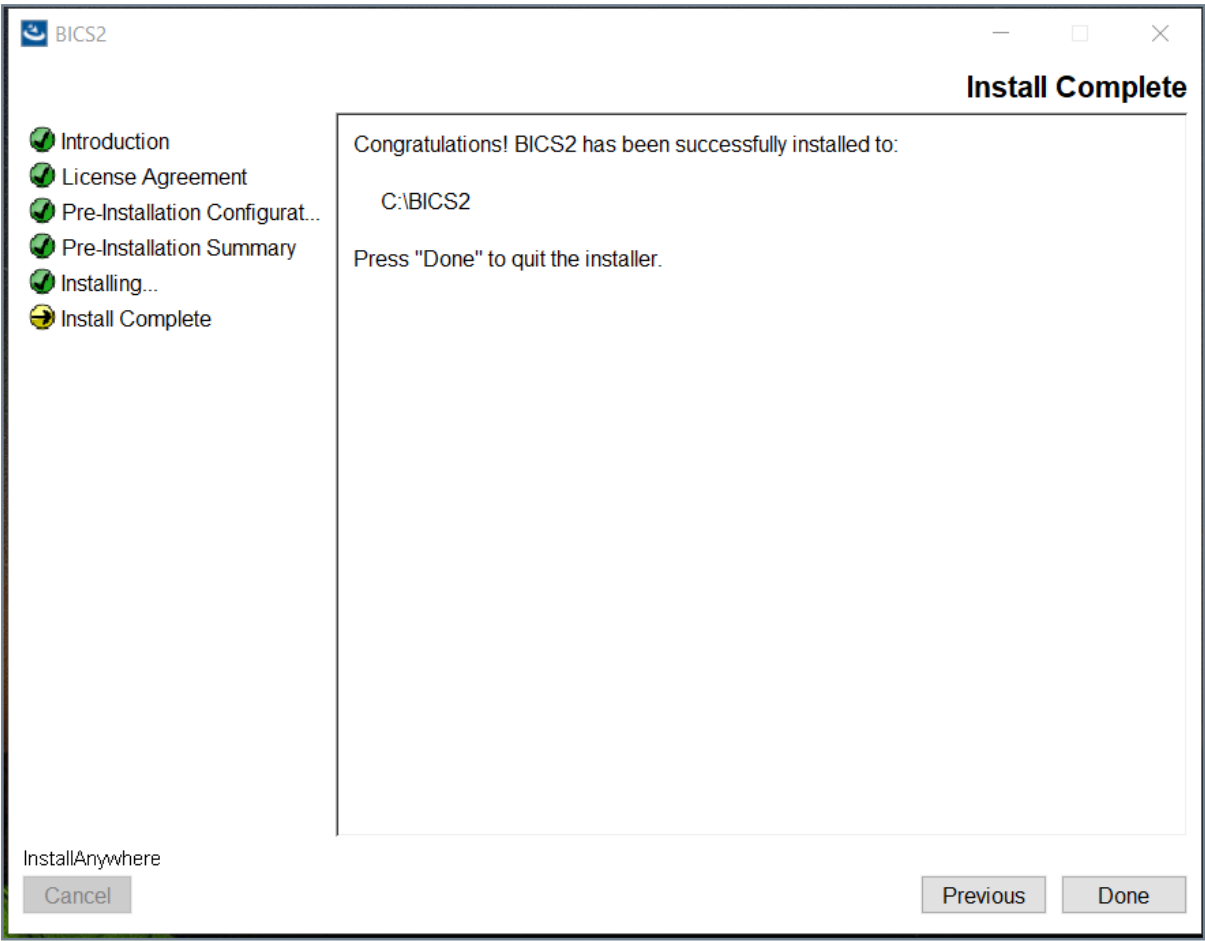 BICS2
Install Complete
Introduction
License Agreement
Pre-Installation Configurat...
Pre-Installation Summary
Installing...
Install Complete
Congratulations! BICS2 has been successfully installed to:
C:\BICS2
Press "Done" to quit the installer.
InstallAnywhere
Cancel
Previous
Done